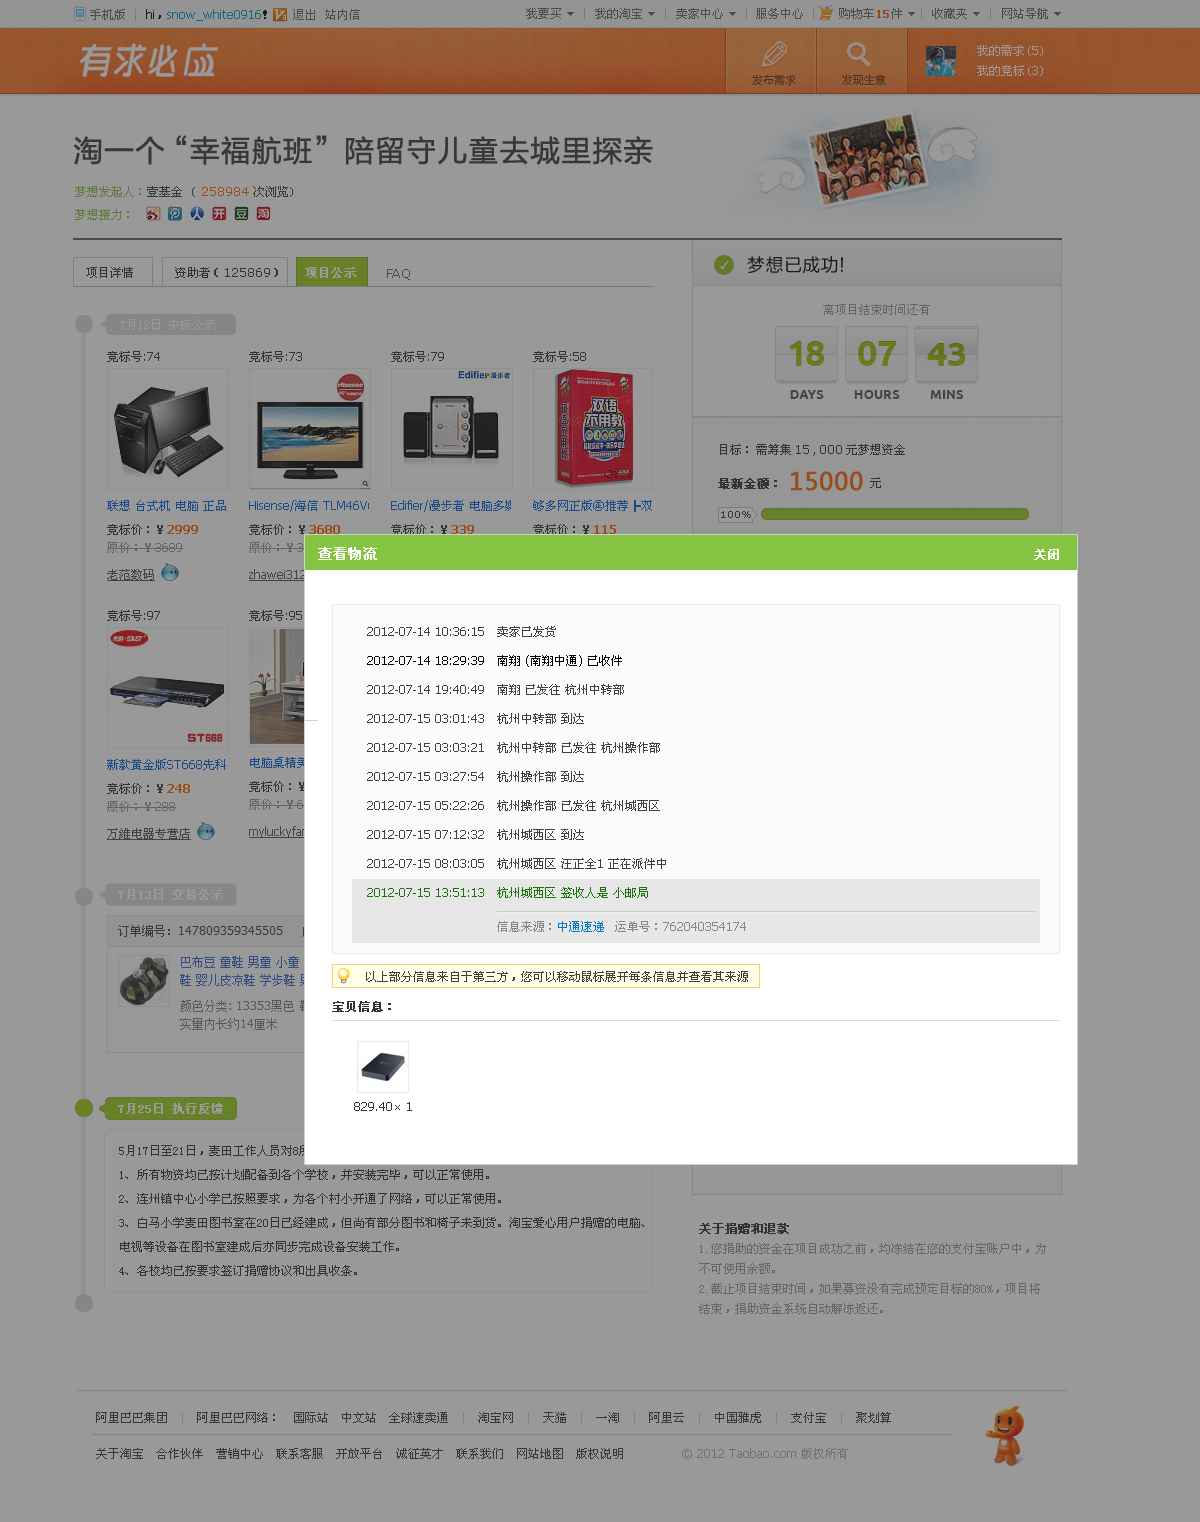 手机版 hi,snow_white0916! 退出 站内信 我要买 我的淘宝 卖家中心 服务中心 购物车15件 收藏夹 网站导航
有求必应 发布需求 发现生意
我的需求(5)
我的竞标(3)
淘一个“幸福航班”陪留守儿童去城里探亲
梦想发起人：壹基金 （258984 次浏览）
梦想接力：
项目详情 资助者(125869) 项目公示 FAQ
梦想已成功!
离项目结束时间还有
18 07 43
DAYS HOURS MINS
目标：需筹集 15,000 元梦想资金
最新金额： 15000 元
100%
7月12日 中标公示
竞标号:74 竞标号:73 竞标号:79 竞标号:58
Hisense
Edifier 漫步者
双语不用教
联想 台式机 电脑 正品 Hisense/海信 TLM46V Edifier/漫步者 电脑多媒 够多网正版④推荐┣双
竞标价：¥2999 竞标价：¥3680 竞标价：¥339 竞标价：¥115
原价：¥3689 原价：¥3
老范数码 zhawei312
竞标号:97 竞标号:95
ST668
新款黄金版ST668先科 电脑桌精美
竞标价：¥248 竞标价：¥
原价：¥288 原价：¥6
万维电器专营店 myluckyfar
7月13日 交易公示
订单编号：147809359345505
巴布豆 童鞋 男童 小童
鞋 婴儿皮凉鞋 学步鞋
颜色分类: 13353黑色
实量内长约14厘米
7月25日 执行反馈
5月17日至21日，麦田工作人员对8所
1、所有物资均已按计划配备到各个学校，并安装完毕，可以正常使用。
2、连州镇中心小学已按照要求，为各个村小开通了网络，可以正常使用。
3、白马小学麦田图书室在20日已经建成，但尚有部分图书和椅子未到货。淘宝爱心用户捐赠的电脑、
电视等设备在图书室建成后亦同步完成设备安装工作。
4、各校均已按要求签订捐赠协议和出具收条。
查看物流 关闭
2012-07-14 10:36:15 卖家已发货
2012-07-14 18:29:39 南翔 (南翔中通) 已收件
2012-07-14 19:40:49 南翔 已发往 杭州中转部
2012-07-15 03:01:43 杭州中转部 到达
2012-07-15 03:03:21 杭州中转部 已发往 杭州操作部
2012-07-15 03:27:54 杭州操作部 到达
2012-07-15 05:22:26 杭州操作部 已发往 杭州城西区
2012-07-15 07:12:32 杭州城西区 到达
2012-07-15 08:03:05 杭州城西区 汪正全1 正在派件中
2012-07-15 13:51:13 杭州城西区 签收人是 小邮局
信息来源：中通速递 运单号：762040354174
以上部分信息来自于第三方，您可以移动鼠标展开每条信息并查看其来源
宝贝信息：
829.40× 1
关于捐赠和退款
1. 您捐助的资金在项目成功之前，均冻结在您的支付宝账户中，为
不可使用余额。
2. 截止项目结束时间，如果募资没有完成预定目标的80%，项目将
结束，捐助资金系统自动解冻返还。
阿里巴巴集团 阿里巴巴网络： 国际站 中文站 全球速卖通 淘宝网 天猫 一淘 阿里云 中国雅虎 支付宝 聚划算
关于淘宝 合作伙伴 营销中心 联系客服 开放平台 诚征英才 联系我们 网站地图 版权说明 © 2012 Taobao.com 版权所有